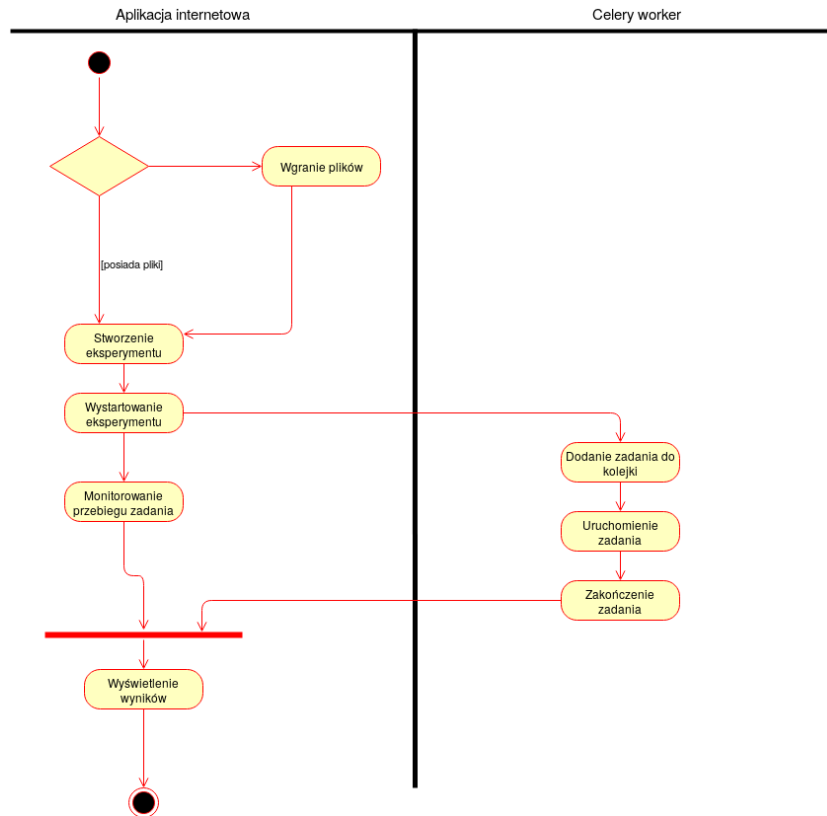 Aplikacja internetowa
Celery worker
Wgranie plików
[posiada pliki]
Stworzenie
eksperymentu
Wystartowanie
eksperymentu
Dodanie zadania do
kolejki
Monitorowanie
przebiegu zadania
Uruchomienie
zadania
Zakończenie
zadania
Wyświetlenie
wyników